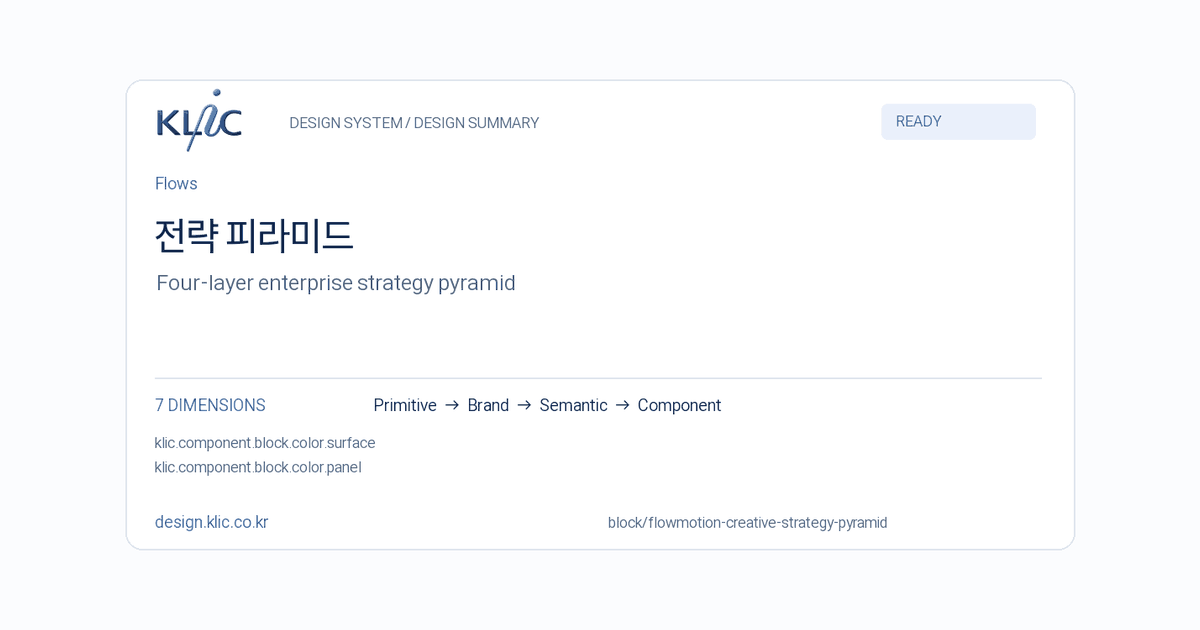 KLiC
DESIGN SYSTEM / DESIGN SUMMARY
READY
Flows
전략 피라미드
Four-layer enterprise strategy pyramid
7 DIMENSIONS
Primitive → Brand → Semantic → Component
klic.component.block.color.surface
klic.component.block.color.panel
design.klic.co.kr
block/flowmotion-creative-strategy-pyramid